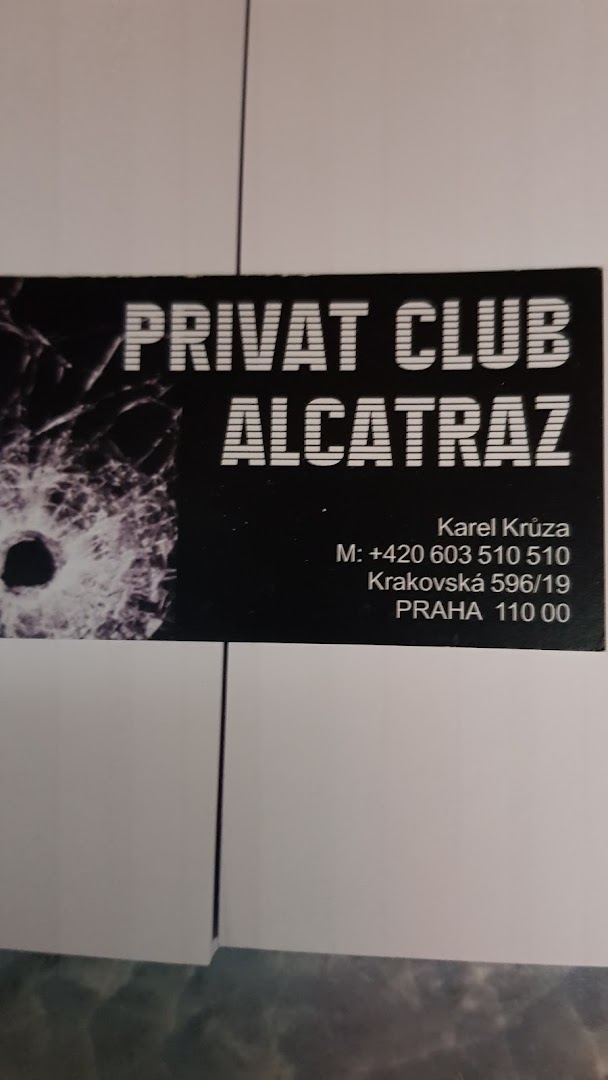 PRIVAT CLUB
ALCATRAZ
Karel Krůza
M: +420 603 510 510
Krakovská 596/19
PRAHA 110 00